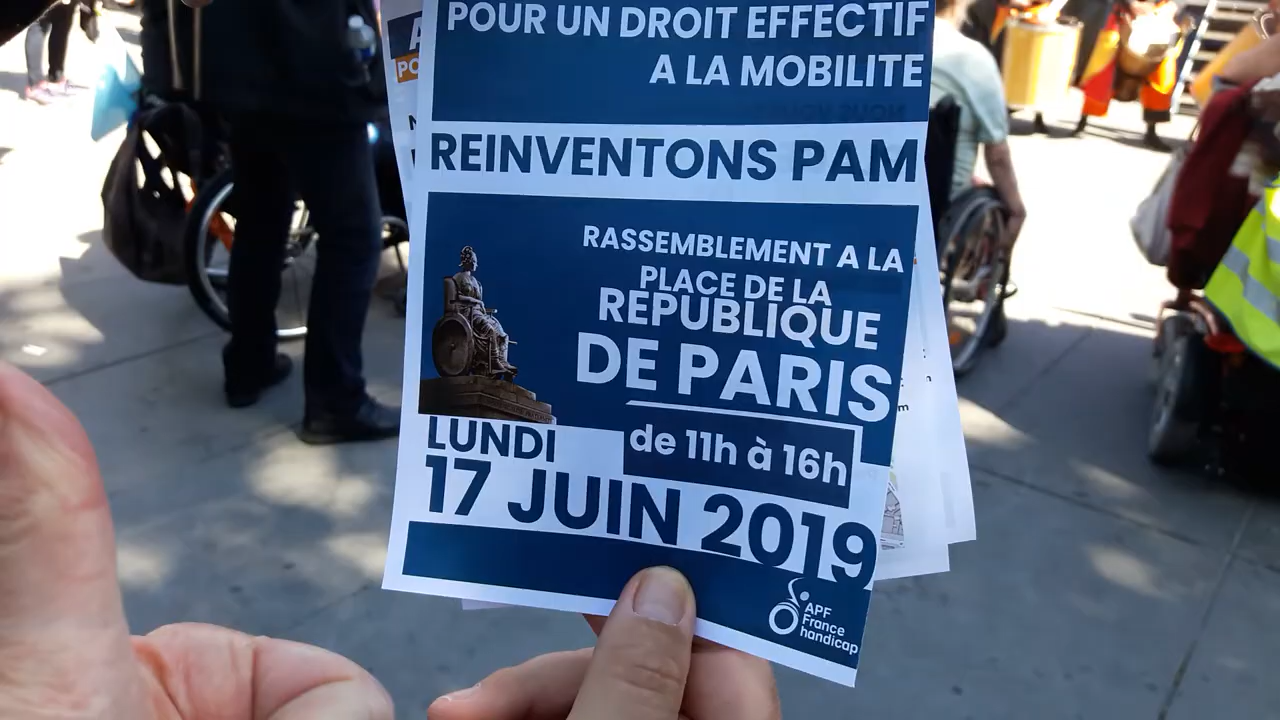 POUR UN DROIT EFFECTIF
A LA MOBILITE
REINVENTONS PAM
RASSEMBLEMENT A LA
PLACE DE LA
REPUBLIQUE
DE PARIS
de 11h à 16h
LUNDI
17 JUIN 2019
APF
France
handicap